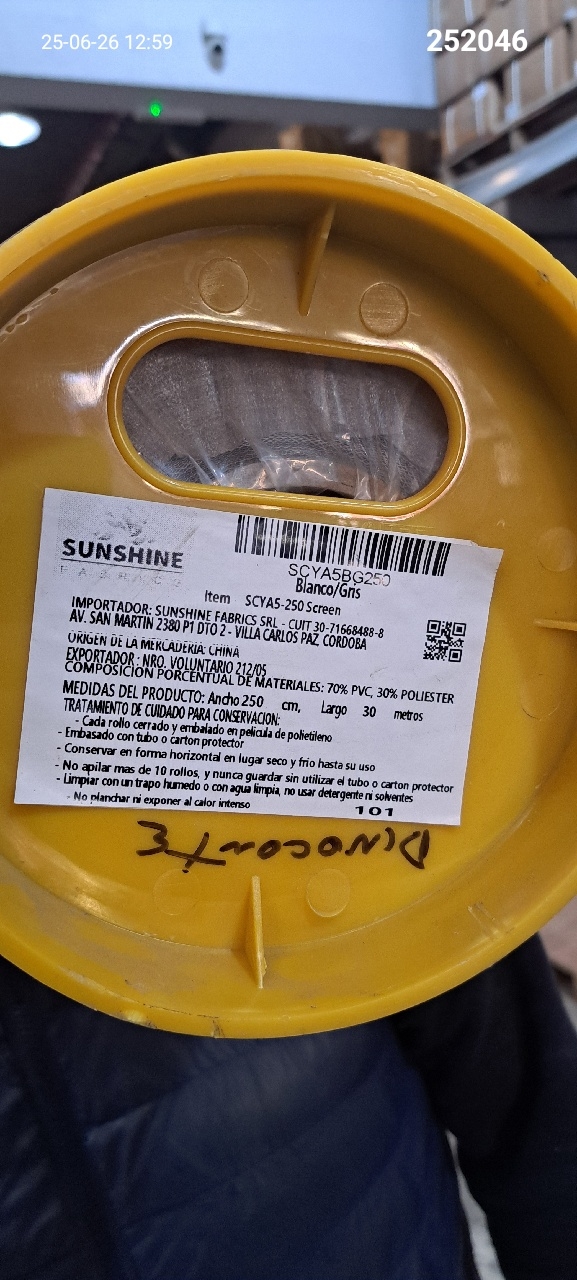 25-06-26 12:59
252046
SUNSHINE
FABRICS
SCYA5BG250
Blanco/Gris
Item SCYA5-250 Screen
IMPORTADOR: SUNSHINE FABRICS SRL - CUIT 30-71668488-8
AV. SAN MARTIN 2380 P1 DTO 2 - VILLA CARLOS PAZ, CORDOBA
ORIGEN DE LA MERCADERIA: CHINA
EXPORTADOR : NRO. VOLUNTARIO 212/05
COMPOSICIÓN PORCENTUAL DE MATERIALES: 70% PVC, 30% POLIESTER
MEDIDAS DEL PRODUCTO: Ancho 250 cm, Largo 30 metros
TRATAMIENTO DE CUIDADO PARA CONSERVACION:
- Cada rollo cerrado y embalado en pelicula de polietileno
- Embasado con tubo o carton protector
- Conservar en forma horizontal en lugar seco y frío hasta su uso
- No apilar mas de 10 rollos, y nunca guardar sin utilizar el tubo o carton protector
- Limpiar con un trapo humedo o con agua limpia, no usar detergente ni solventes
- No planchar ni exponer al calor intenso
101